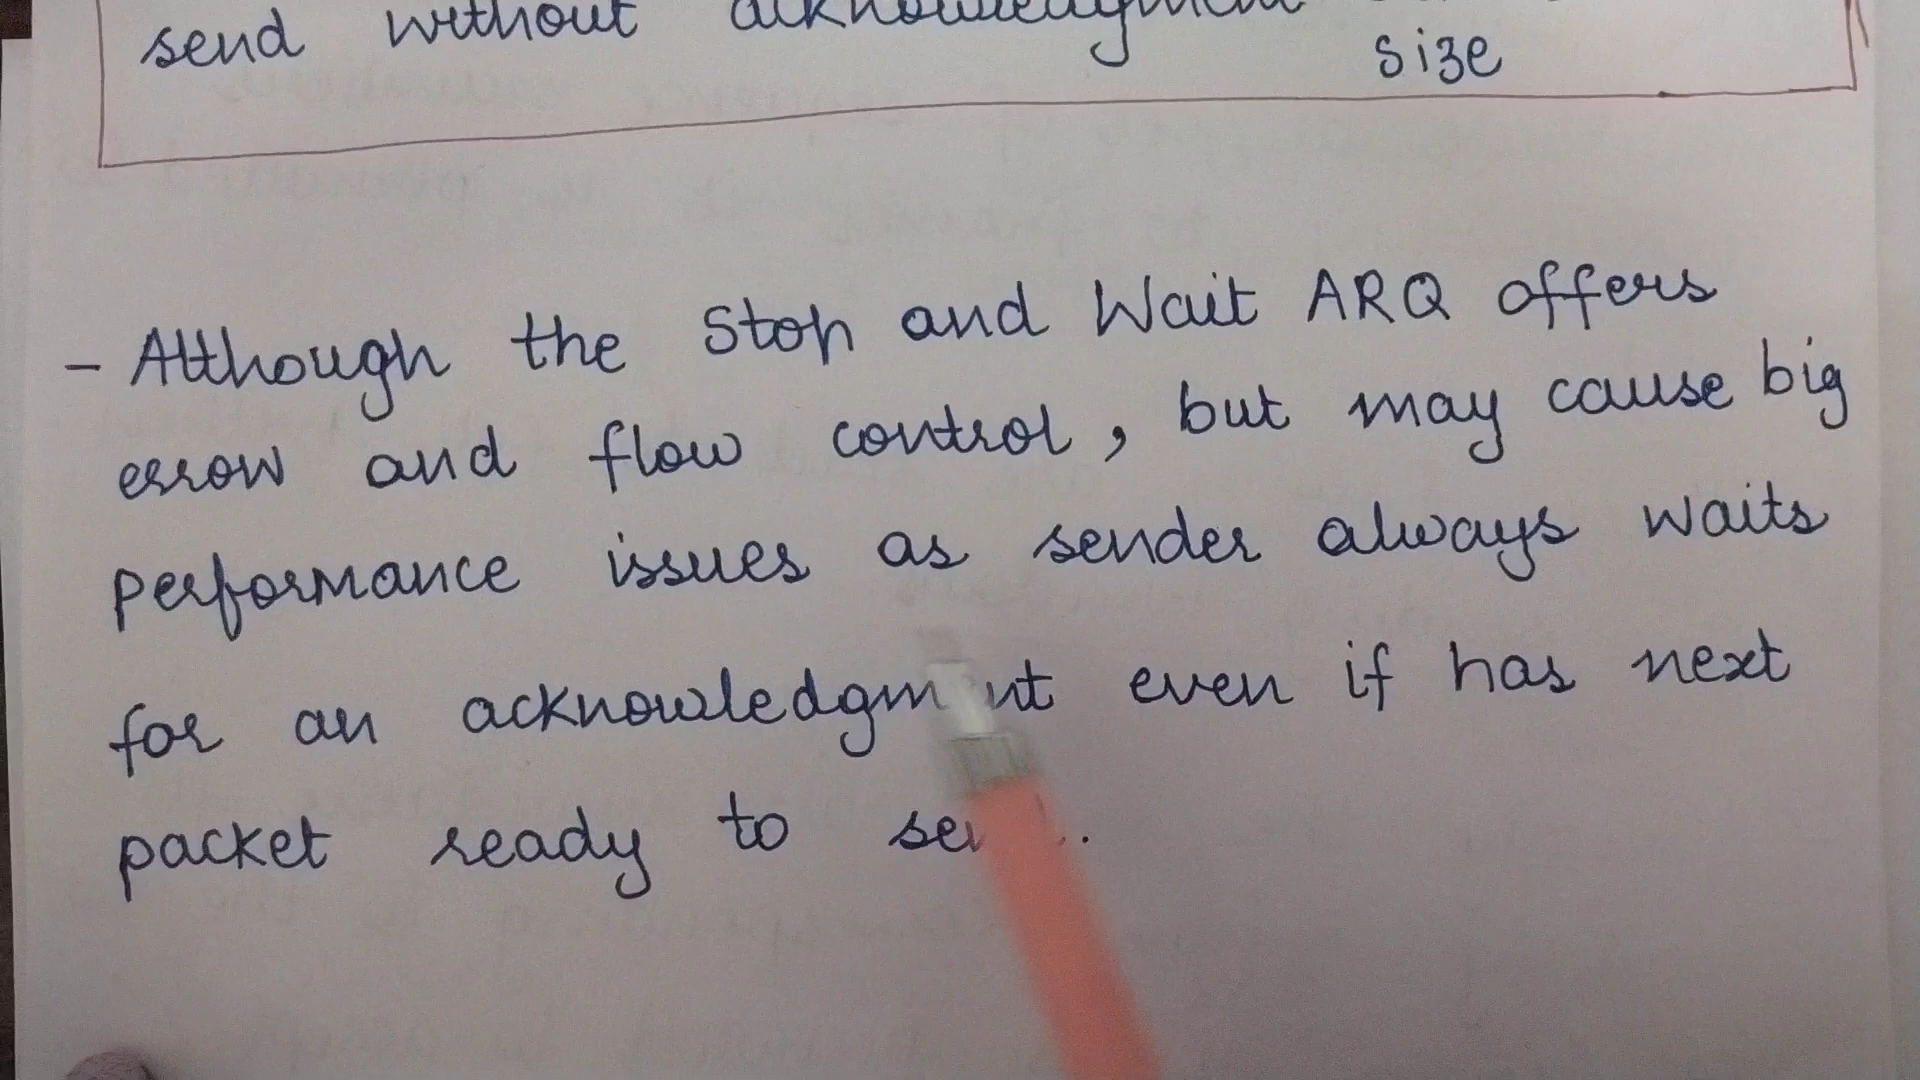 send without acknowledgment
size
- Although the Stop and Wait ARQ offers
error and flow control, but may cause big
performance issues as sender always waits
for an acknowledgment even if has next
packet ready to